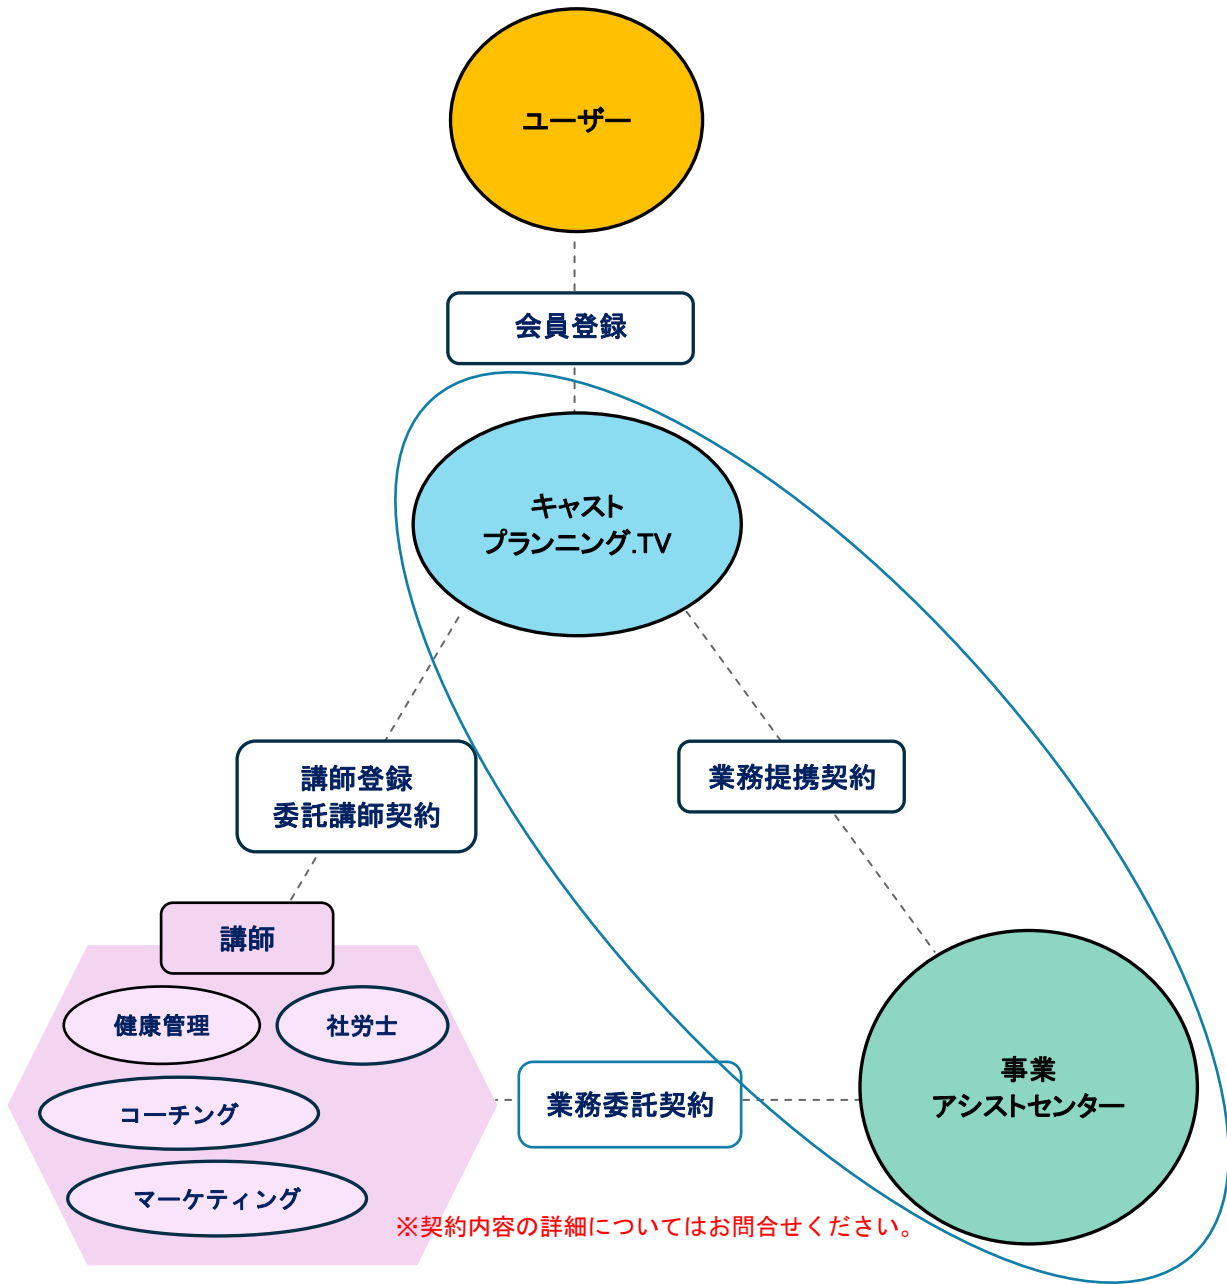 ユーザー
会員登録
キャスト
プランニング.TV
講師登録
委託講師契約
業務提携契約
講師
健康管理
社労士
コーチング
マーケティング
業務委託契約
事業
アシストセンター
※契約内容の詳細についてはお問合せください。